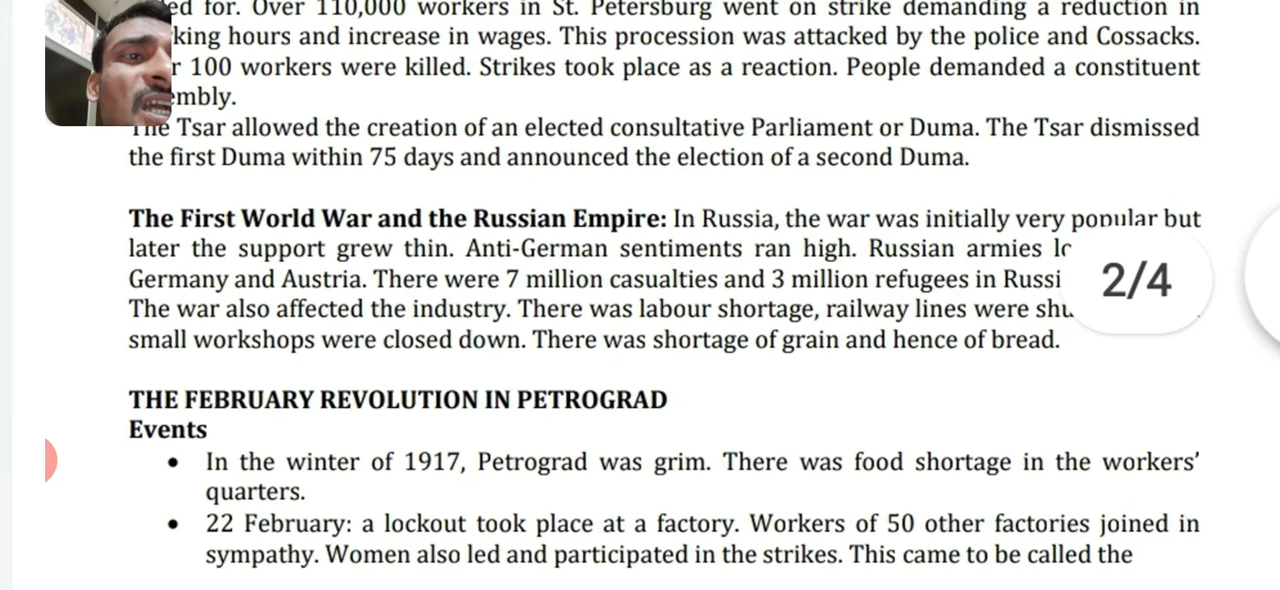 ed for. Over 110,000 workers in St. Petersburg went on strike demanding a reduction in
king hours and increase in wages. This procession was attacked by the police and Cossacks.
r 100 workers were killed. Strikes took place as a reaction. People demanded a constituent
embly.
The Tsar allowed the creation of an elected consultative Parliament or Duma. The Tsar dismissed
the first Duma within 75 days and announced the election of a second Duma.
The First World War and the Russian Empire: In Russia, the war was initially very popular but
later the support grew thin. Anti-German sentiments ran high. Russian armies
Germany and Austria. There were 7 million casualties and 3 million refugees in Russi
The war also affected the industry. There was labour shortage, railway lines were
small workshops were closed down. There was shortage of grain and hence of bread.
2/4
THE FEBRUARY REVOLUTION IN PETROGRAD
Events
• In the winter of 1917, Petrograd was grim. There was food shortage in the workers'
quarters.
• 22 February: a lockout took place at a factory. Workers of 50 other factories joined in
sympathy. Women also led and participated in the strikes. This came to be called the